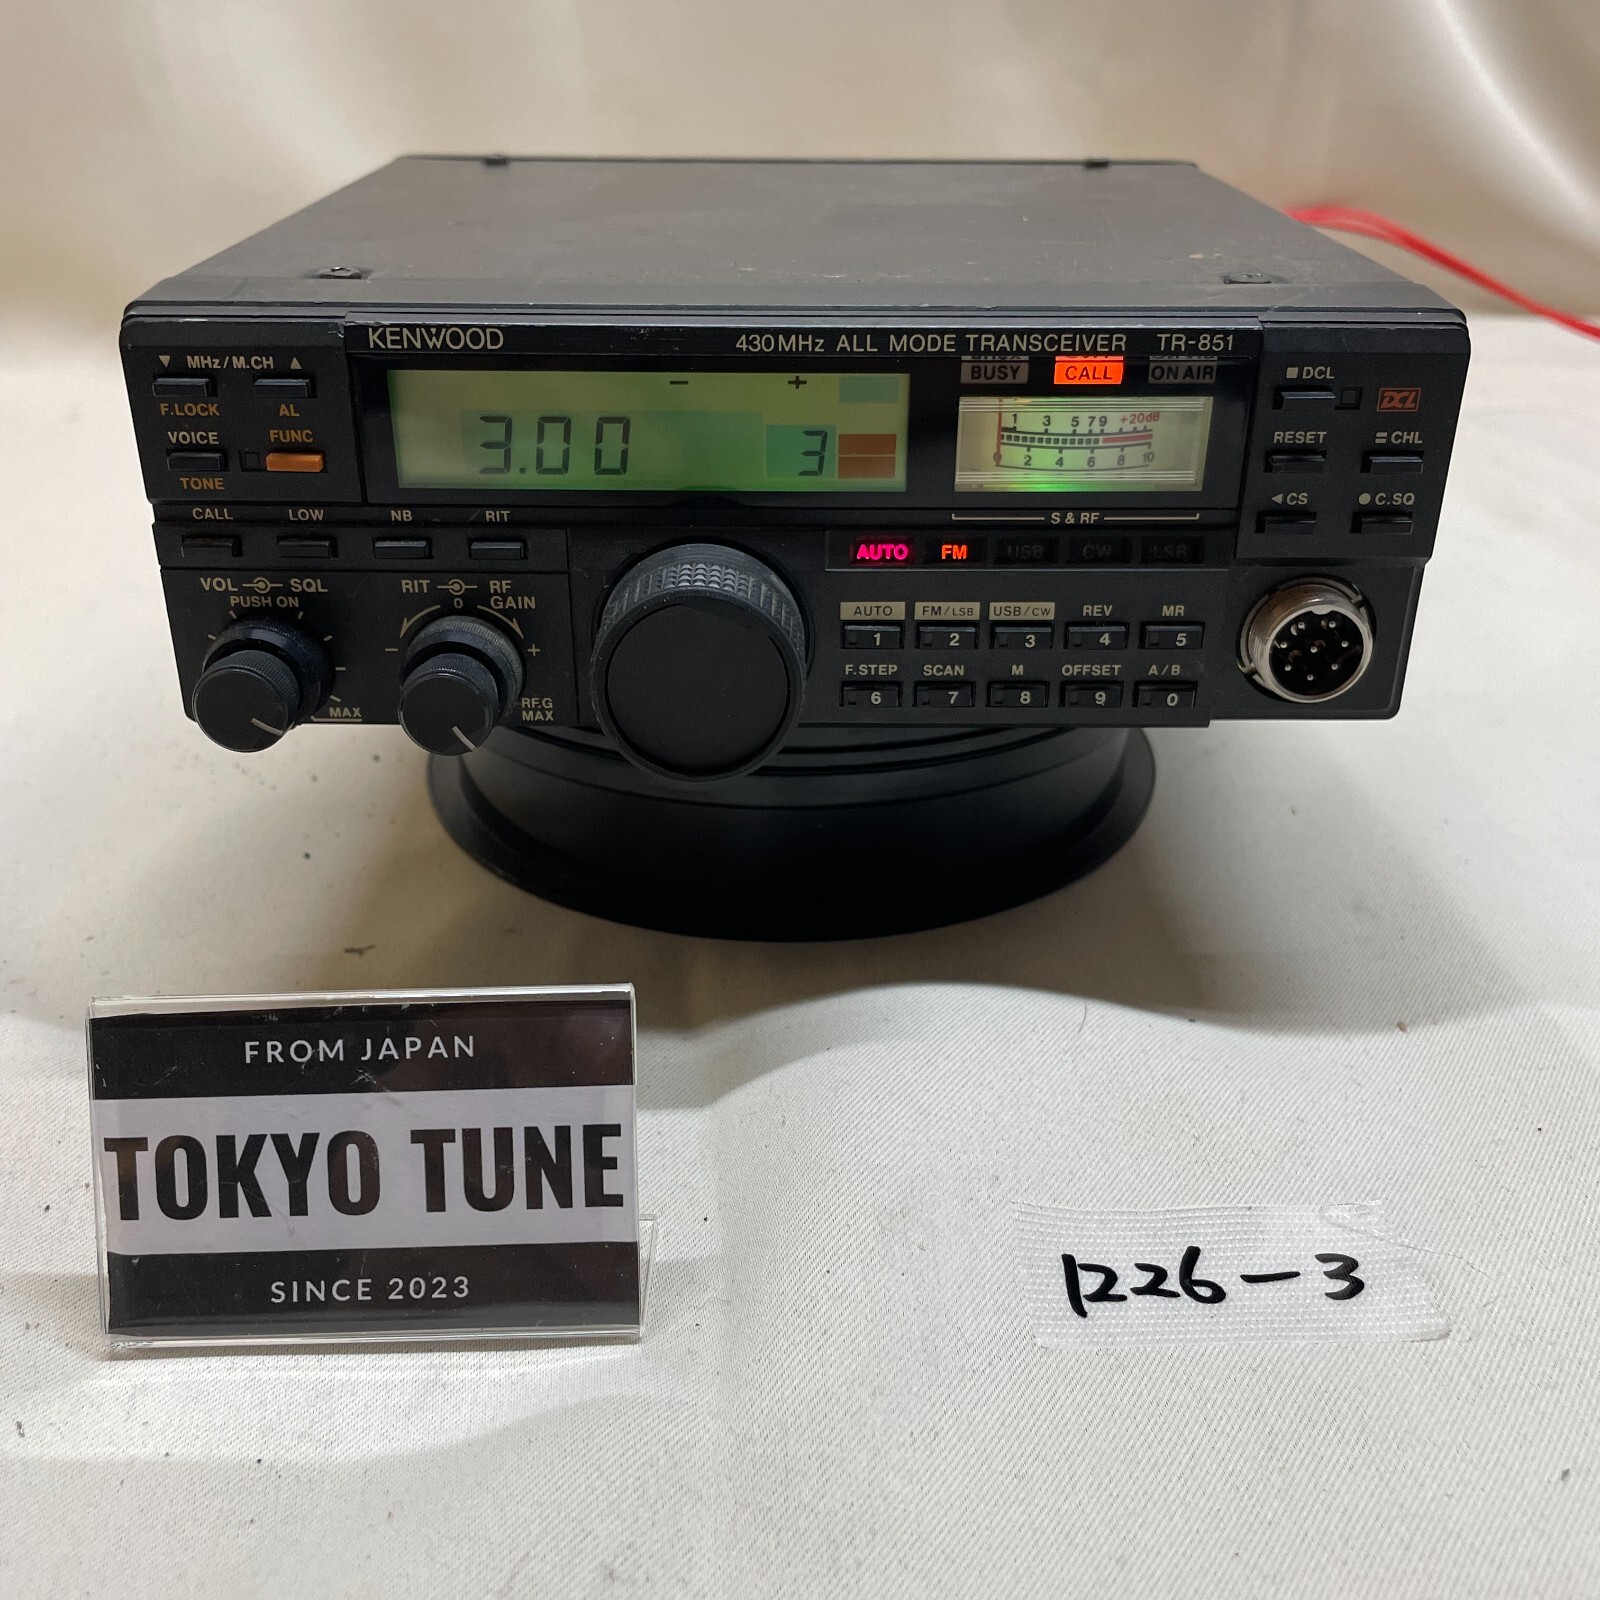 KENWOOD 430MHz ALL MODE TRANSCEIVER TR-851
▼ MHz/M.CH ▲
F.LOCK AL
VOICE FUNC
TONE
CALL LOW NB RIT
VOL SQL
PUSH ON
MAX
RIT RF
0 GAIN
− +
RF.G
MAX
− +
3.00 3
BUSY CALL ON AIR
1 3 5 7 9 +20dB
0 2 4 6 8 10
S & RF
AUTO FM USB CW LSB
AUTO FM/LSB USB/CW REV MR
1 2 3 4 5
F.STEP SCAN M OFFSET A/B
6 7 8 9 0
■ DCL DCL
RESET CHL
◀CS ●C.SQ
FROM JAPAN
TOKYO TUNE
SINCE 2023
1226-3